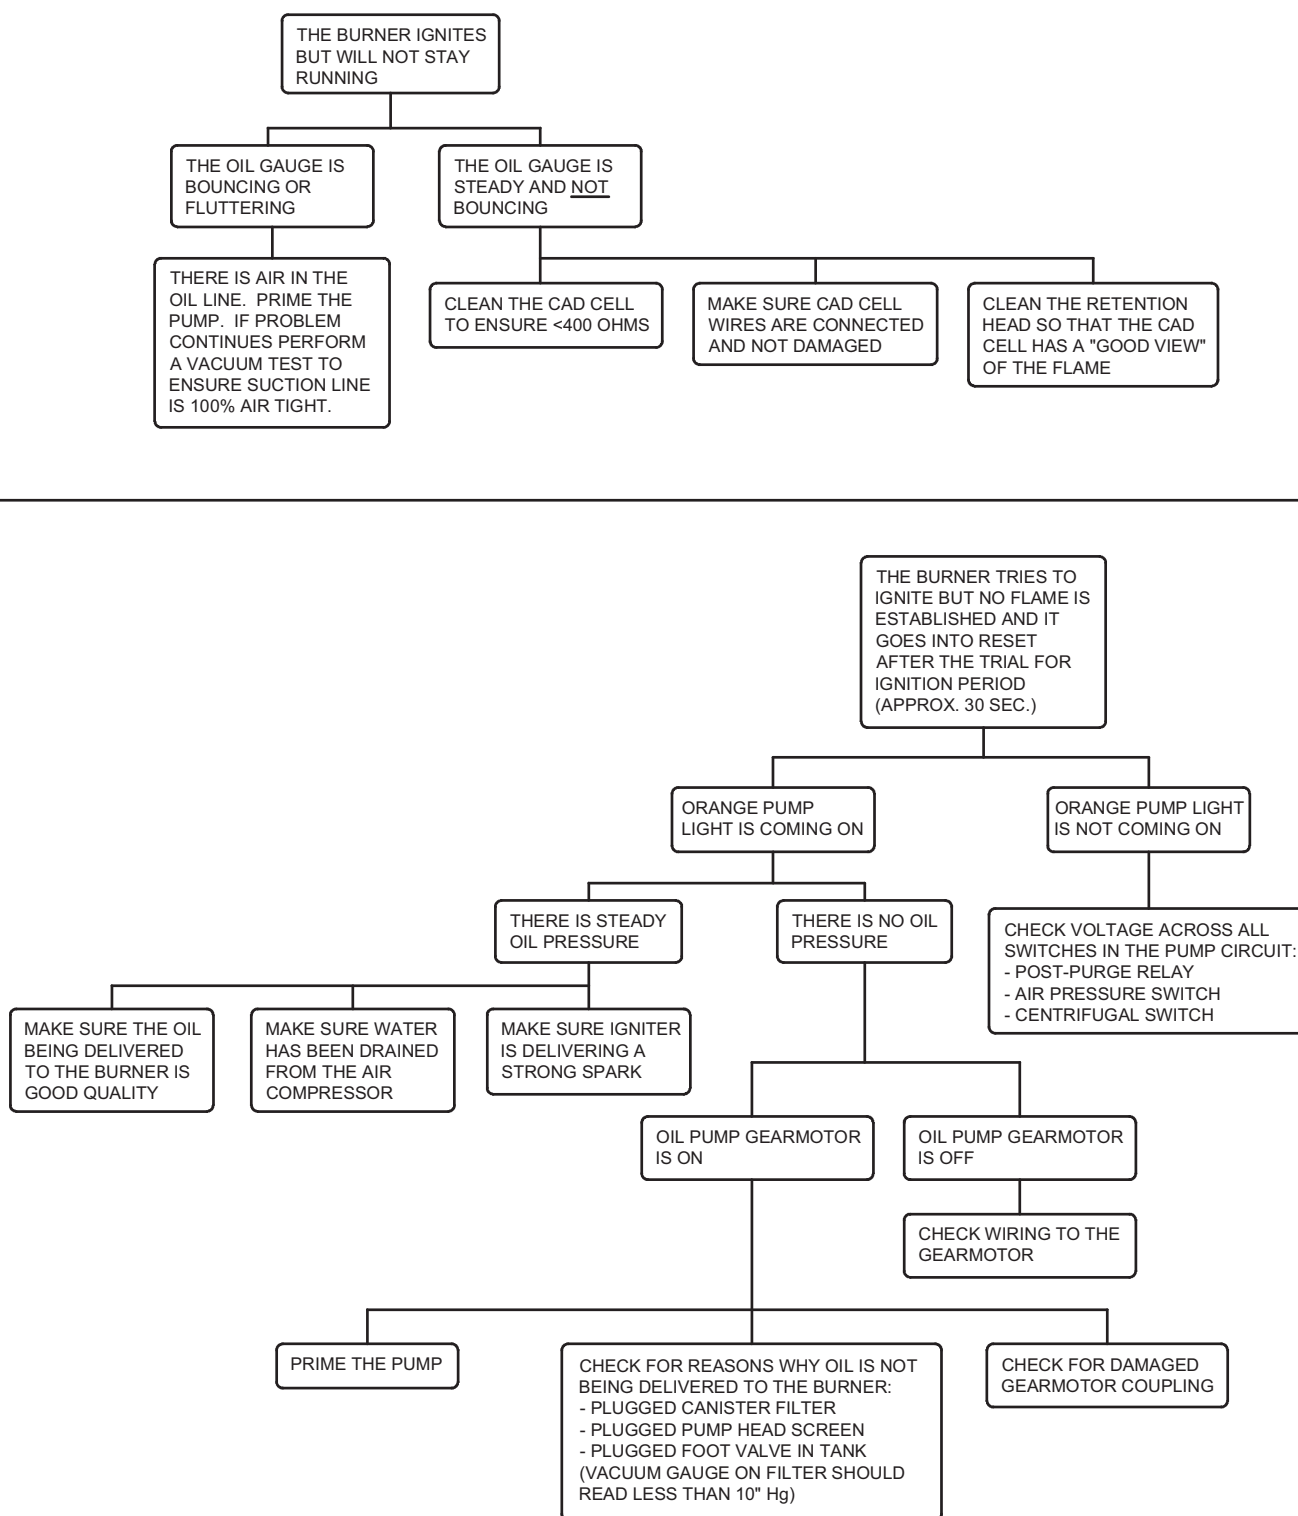 THE BURNER IGNITES
BUT WILL NOT STAY
RUNNING
THE OIL GAUGE IS
BOUNCING OR
FLUTTERING
THE OIL GAUGE IS
STEADY AND NOT
BOUNCING
THERE IS AIR IN THE
OIL LINE.  PRIME THE
PUMP.  IF PROBLEM
CONTINUES PERFORM
A VACUUM TEST TO
ENSURE SUCTION LINE
IS 100% AIR TIGHT.
CLEAN THE CAD CELL
TO ENSURE <400 OHMS
MAKE SURE CAD CELL
WIRES ARE CONNECTED
AND NOT DAMAGED
CLEAN THE RETENTION
HEAD SO THAT THE CAD
CELL HAS A "GOOD VIEW"
OF THE FLAME
THE BURNER TRIES TO
IGNITE BUT NO FLAME IS
ESTABLISHED AND IT
GOES INTO RESET
AFTER THE TRIAL FOR
IGNITION PERIOD
(APPROX. 30 SEC.)
ORANGE PUMP
LIGHT IS COMING ON
ORANGE PUMP LIGHT
IS NOT COMING ON
THERE IS STEADY
OIL PRESSURE
THERE IS NO OIL
PRESSURE
CHECK VOLTAGE ACROSS ALL
SWITCHES IN THE PUMP CIRCUIT:
- POST-PURGE RELAY
- AIR PRESSURE SWITCH
- CENTRIFUGAL SWITCH
MAKE SURE THE OIL
BEING DELIVERED
TO THE BURNER IS
GOOD QUALITY
MAKE SURE WATER
HAS BEEN DRAINED
FROM THE AIR
COMPRESSOR
MAKE SURE IGNITER
IS DELIVERING A
STRONG SPARK
OIL PUMP GEARMOTOR
IS ON
OIL PUMP GEARMOTOR
IS OFF
CHECK WIRING TO THE
GEARMOTOR
PRIME THE PUMP
CHECK FOR REASONS WHY OIL IS NOT
BEING DELIVERED TO THE BURNER:
- PLUGGED CANISTER FILTER
- PLUGGED PUMP HEAD SCREEN
- PLUGGED FOOT VALVE IN TANK
(VACUUM GAUGE ON FILTER SHOULD
READ LESS THAN 10" Hg)
CHECK FOR DAMAGED
GEARMOTOR COUPLING